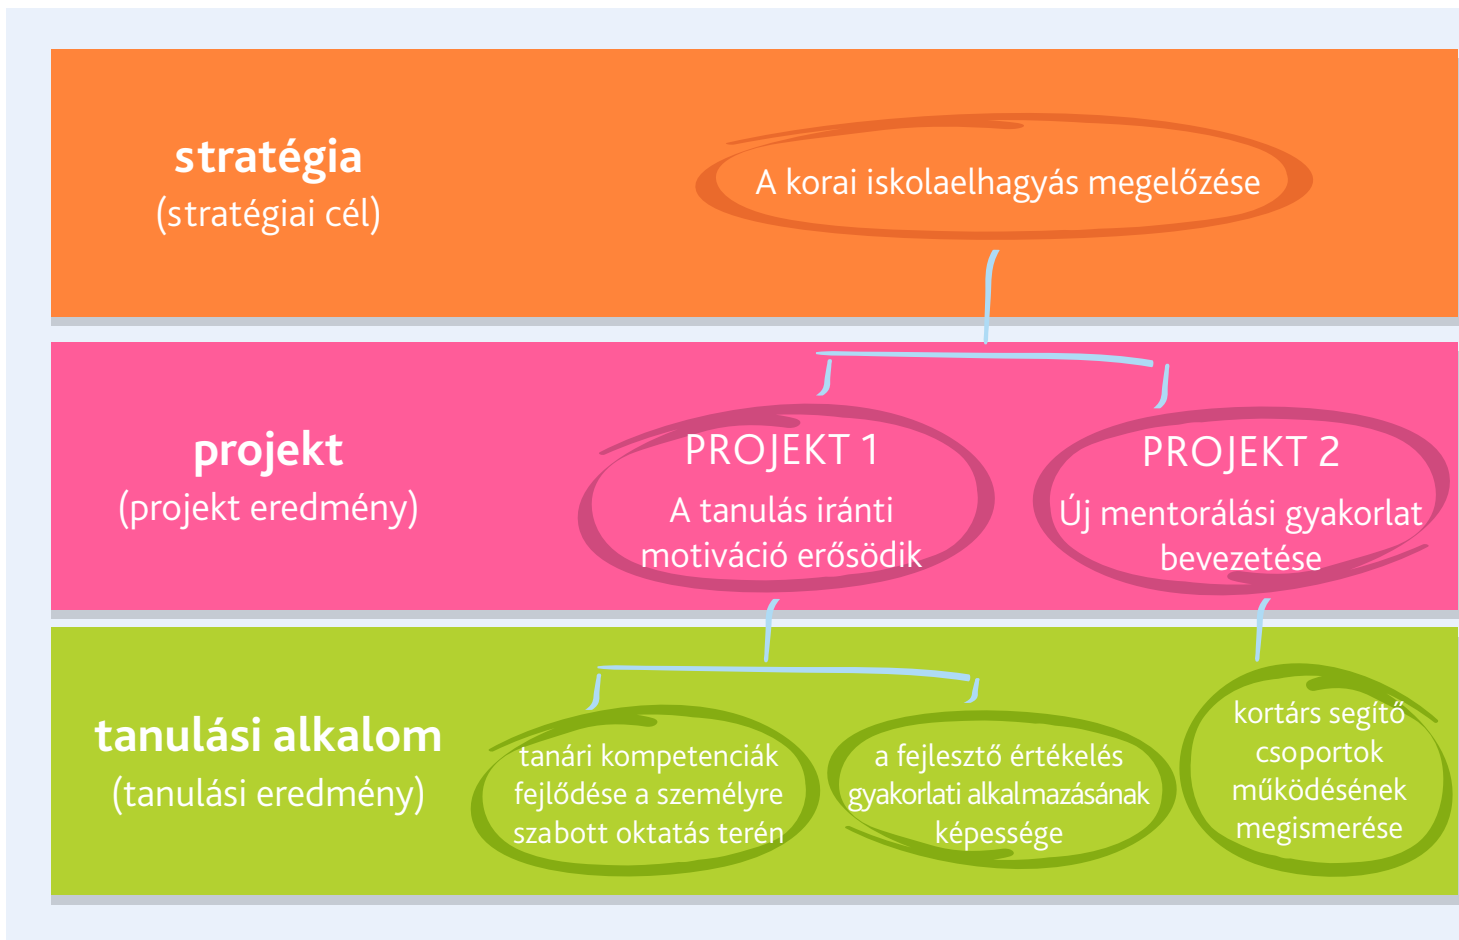 stratégia
(stratégiai cél)
A korai iskolaelhagyás megelőzése
projekt
(projekt eredmény)
PROJEKT 1
A tanulás iránti
motiváció erősödik
PROJEKT 2
Új mentorálási gyakorlat
bevezetése
tanulási alkalom
(tanulási eredmény)
tanári kompetenciák
fejlődése a személyre
szabott oktatás terén
a fejlesztő értékelés
gyakorlati alkalmazásának
képessége
kortárs segítő
csoportok
működésének
megismerése